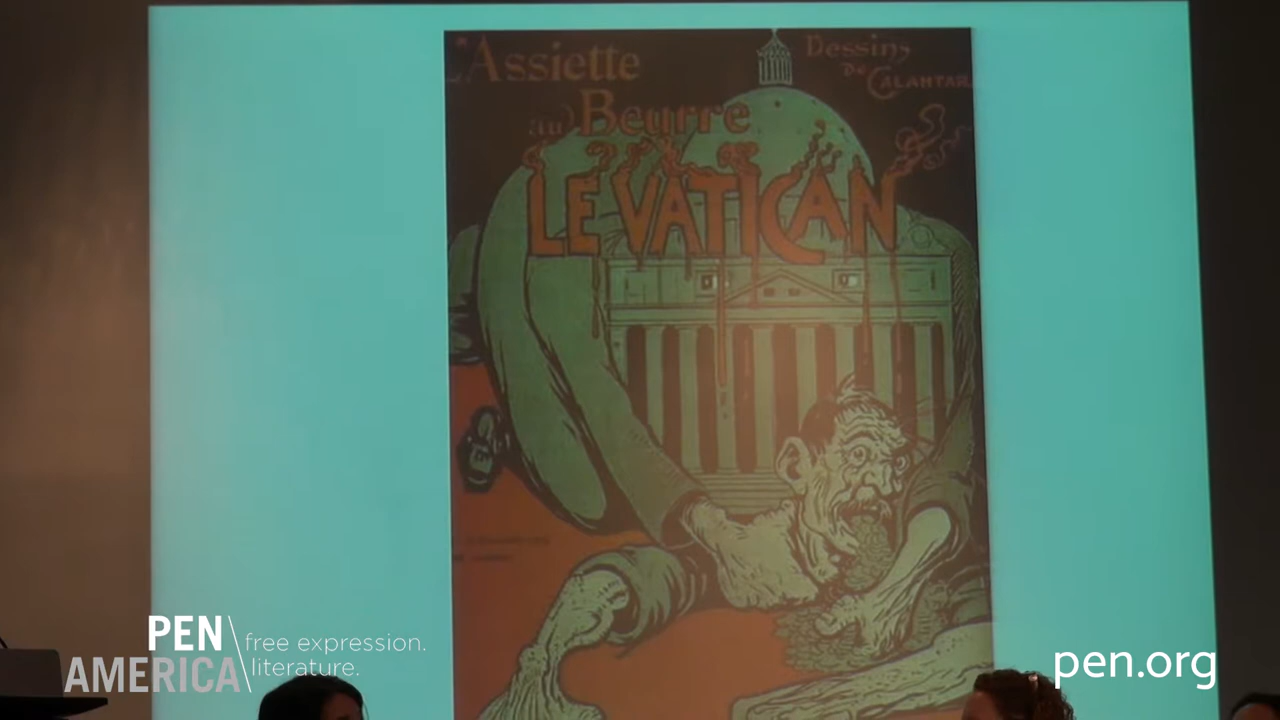 L'Assiette
au Beurre
Dessins
De GALANTARA
LE VATICAN
PEN
AMERICA
free expression.
literature.
pen.org